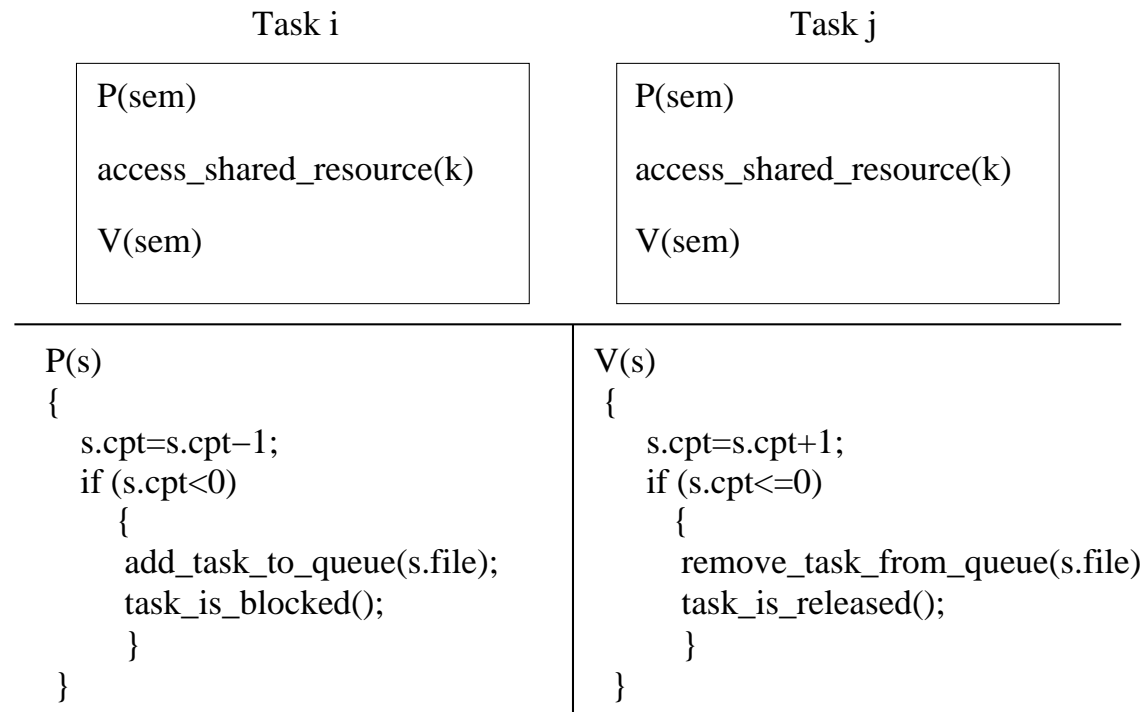 Task i
P(sem)
access_shared_resource(k)
V(sem)
Task j
P(sem)
access_shared_resource(k)
V(sem)
P(s)
{
s.cpt=s.cpt−1;
if (s.cpt<0)
{
add_task_to_queue(s.file);
task_is_blocked();
}
}
V(s)
{
s.cpt=s.cpt+1;
if (s.cpt<=0)
{
remove_task_from_queue(s.file)
task_is_released();
}
}